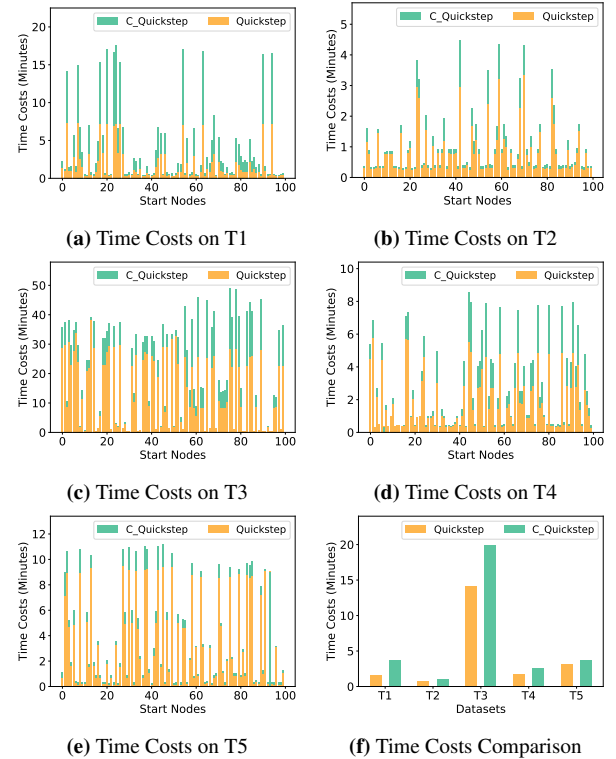 C_Quickstep Quickstep
Time Costs (Minutes)
20
15
10
5
0
0 20 40 60 80 100
Start Nodes
(a) Time Costs on T1
C_Quickstep Quickstep
Time Costs (Minutes)
5
4
3
2
1
0
0 20 40 60 80 100
Start Nodes
(b) Time Costs on T2
C_Quickstep Quickstep
Time Costs (Minutes)
50
40
30
20
10
0
0 20 40 60 80 100
Start Nodes
(c) Time Costs on T3
C_Quickstep Quickstep
Time Costs (Minutes)
10
8
6
4
2
0
0 20 40 60 80 100
Start Nodes
(d) Time Costs on T4
C_Quickstep Quickstep
Time Costs (Minutes)
12
10
8
6
4
2
0
0 20 40 60 80 100
Start Nodes
(e) Time Costs on T5
Quickstep C_Quickstep
Time Costs (Minutes)
20
15
10
5
0
T1 T2 T3 T4 T5
Datasets
(f) Time Costs Comparison